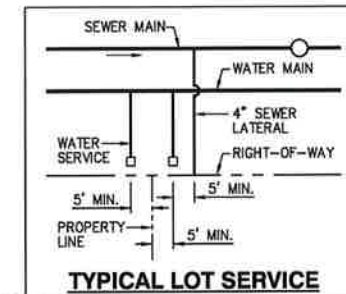 SEWER MAIN
WATER MAIN
4" SEWER
LATERAL
WATER
SERVICE
RIGHT-OF-WAY
5' MIN.
5' MIN.
PROPERTY
LINE
5' MIN.
TYPICAL LOT SERVICE